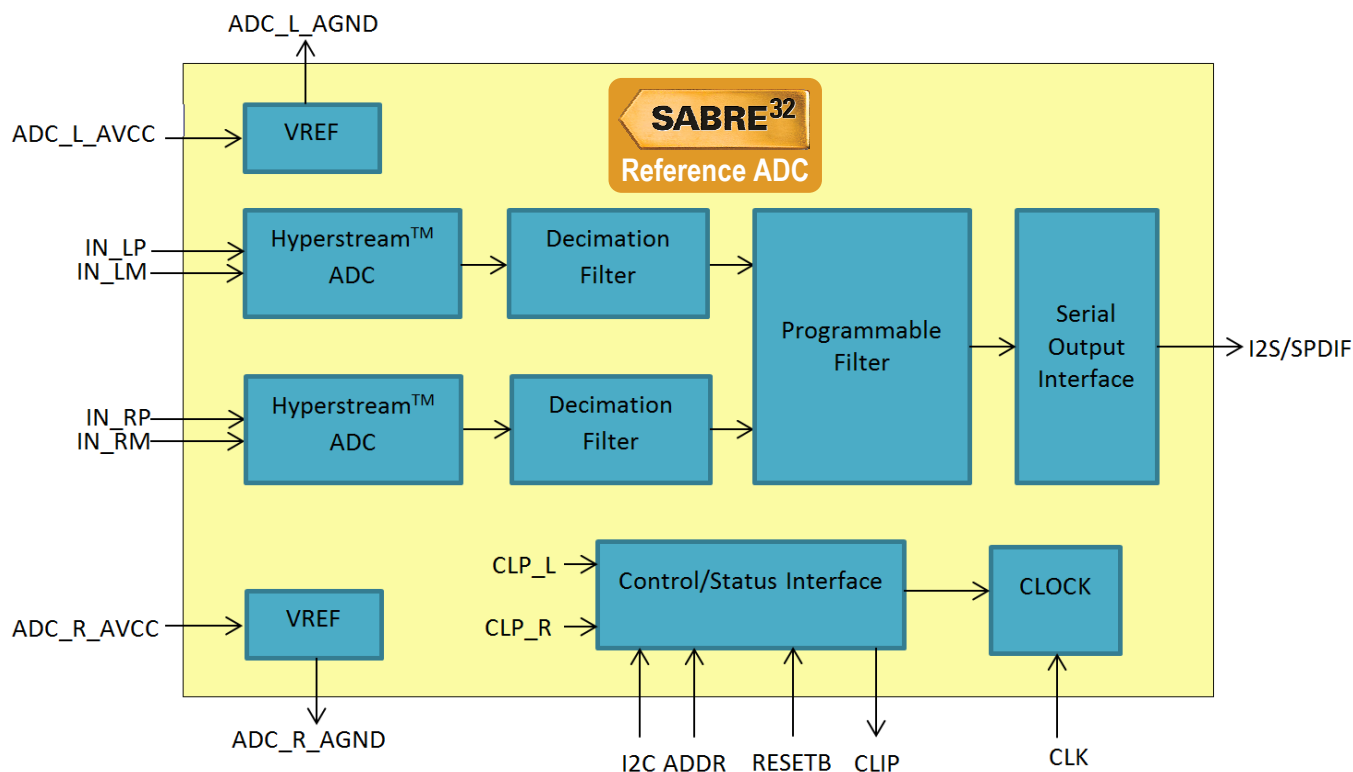 ADC_L_AGND
SABRE32
Reference ADC
ADC_L_AVCC
VREF
IN_LP
IN_LM
Hyperstream™
ADC
Decimation
Filter
Programmable
Filter
Serial
Output
Interface
I2S/SPDIF
IN_RP
IN_RM
Hyperstream™
ADC
Decimation
Filter
CLP_L
CLP_R
Control/Status Interface
CLOCK
ADC_R_AVCC
VREF
ADC_R_AGND
I2C ADDR RESETB CLIP CLK